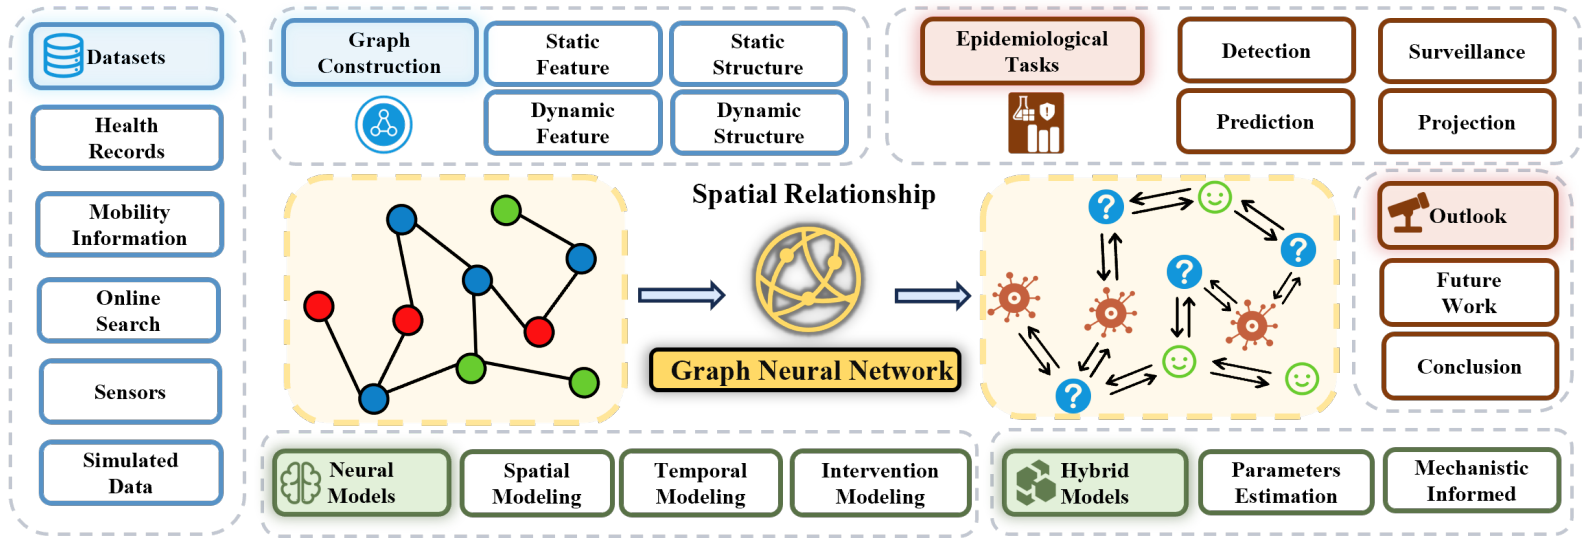 Datasets
Health
Records
Mobility
Information
Online
Search
Sensors
Simulated
Data
Graph
Construction
Static
Feature
Static
Structure
Dynamic
Feature
Dynamic
Structure
Epidemiological
Tasks
Detection
Surveillance
Prediction
Projection
Spatial Relationship
Graph Neural Network
? ? ? ?
Outlook
Future
Work
Conclusion
Neural
Models
Spatial
Modeling
Temporal
Modeling
Intervention
Modeling
Hybrid
Models
Parameters
Estimation
Mechanistic
Informed